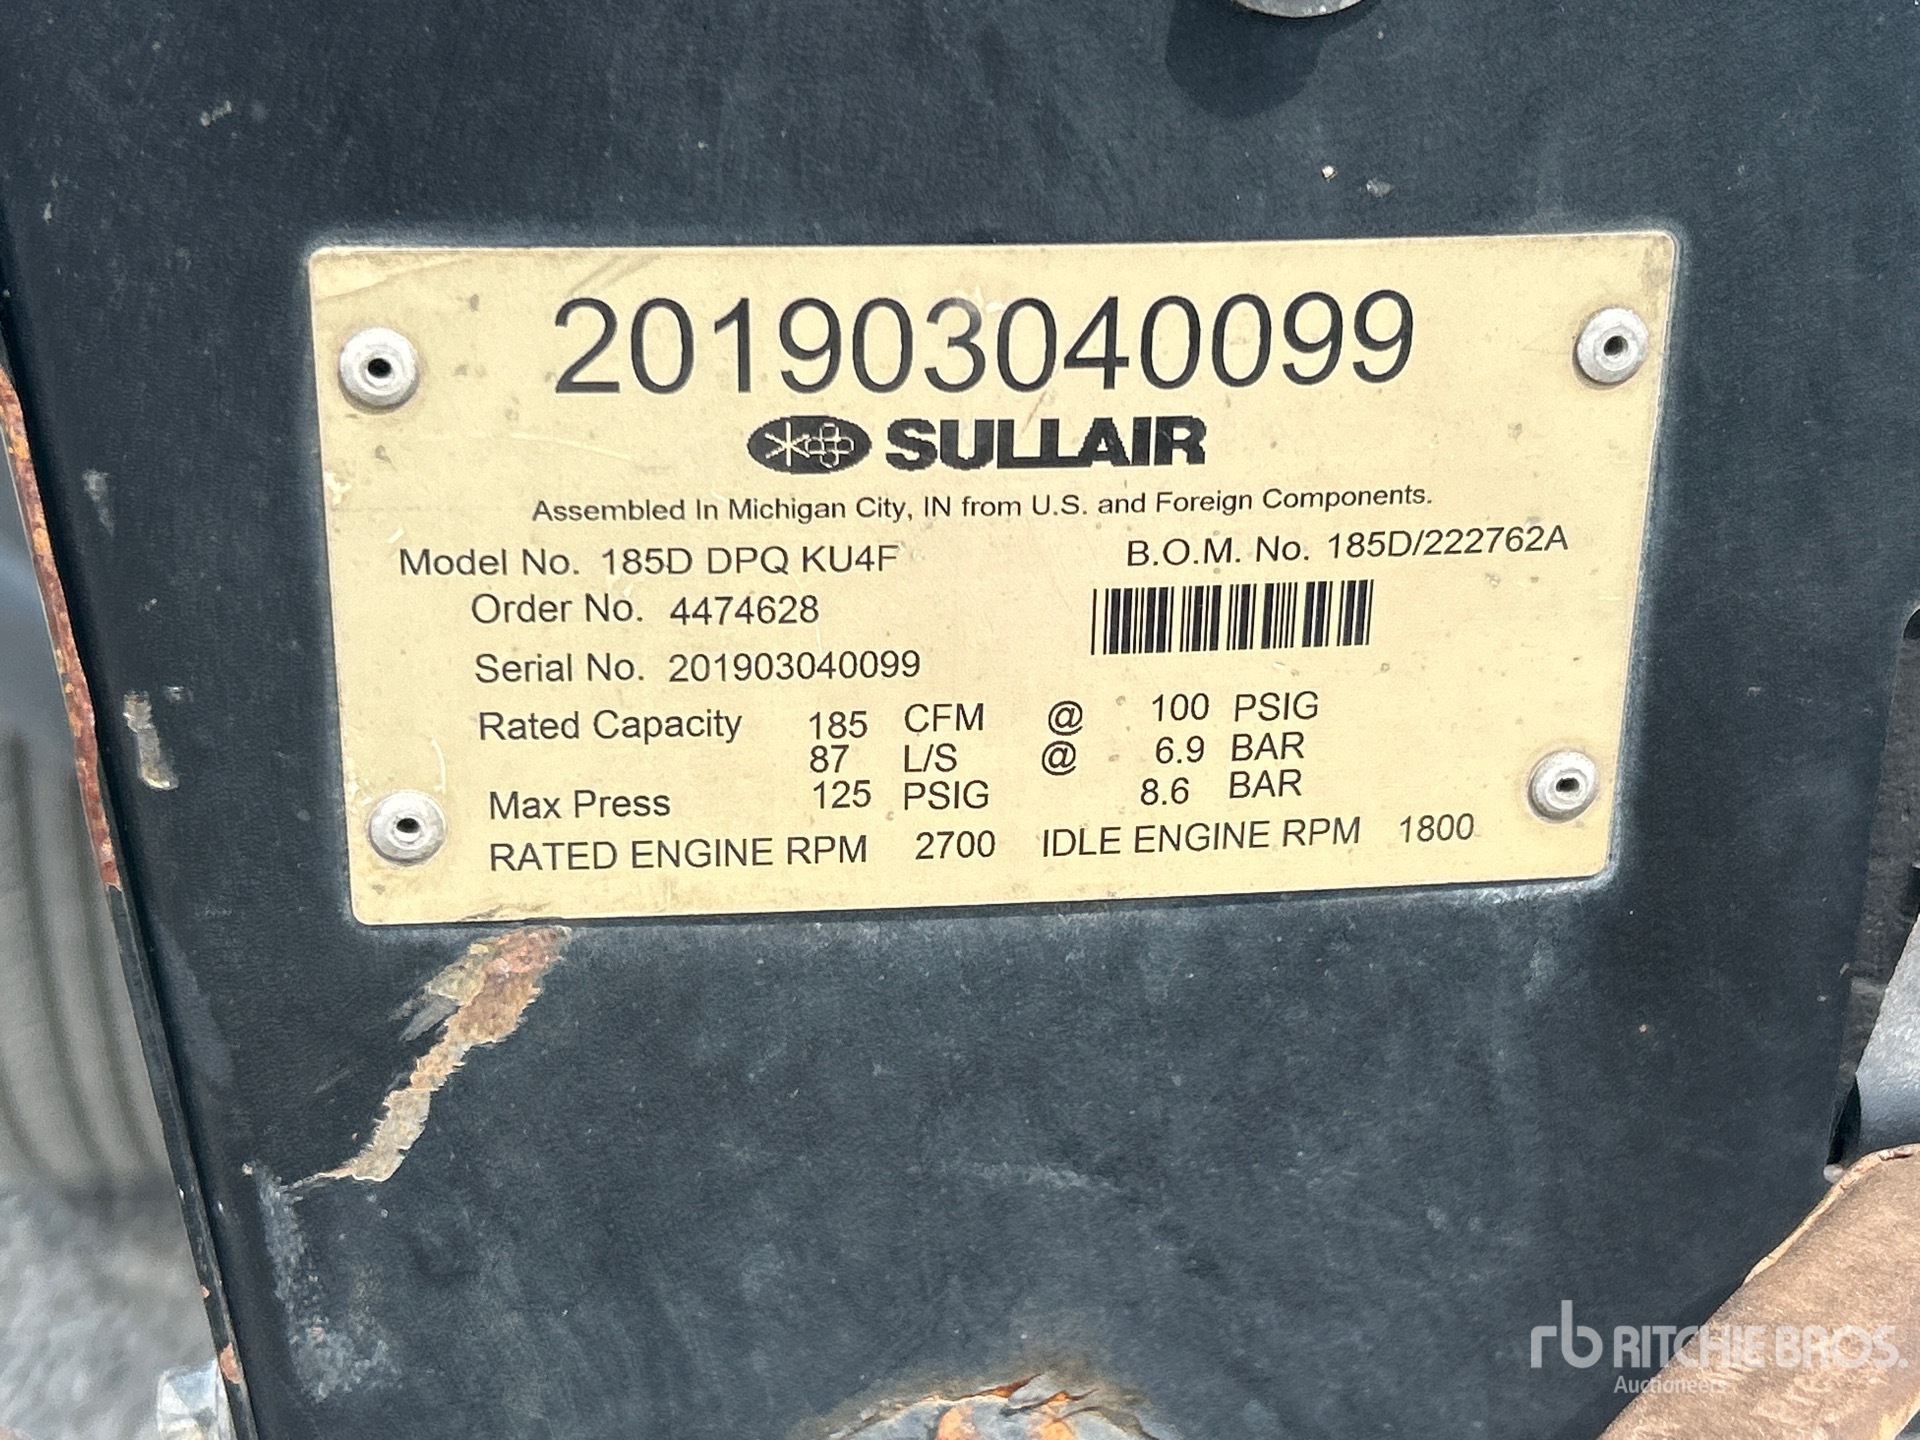 201903040099
SULLAIR
Assembled In Michigan City, IN from U.S. and Foreign Components.
Model No. 185D DPQ KU4F B.O.M. No. 185D/222762A
Order No. 4474628
Serial No. 201903040099
Rated Capacity 185 CFM @ 100 PSIG
87 L/S @ 6.9 BAR
Max Press 125 PSIG 8.6 BAR
RATED ENGINE RPM 2700 IDLE ENGINE RPM 1800
rb RITCHIE BROS.
Auctioneers